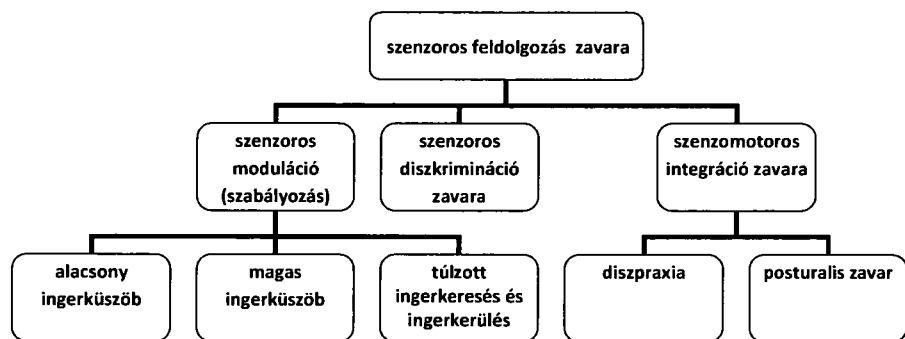 szenzoros feldolgozás zavara
szenzoros
moduláció
(szabályozás)
szenzoros
diszkrimináció
zavara
szenzomotoros
integráció zavara
alacsony
ingerküszöb
magas
ingerküszöb
túlzott
ingerkeresés és
ingerkerülés
diszpraxia
posturalis zavar